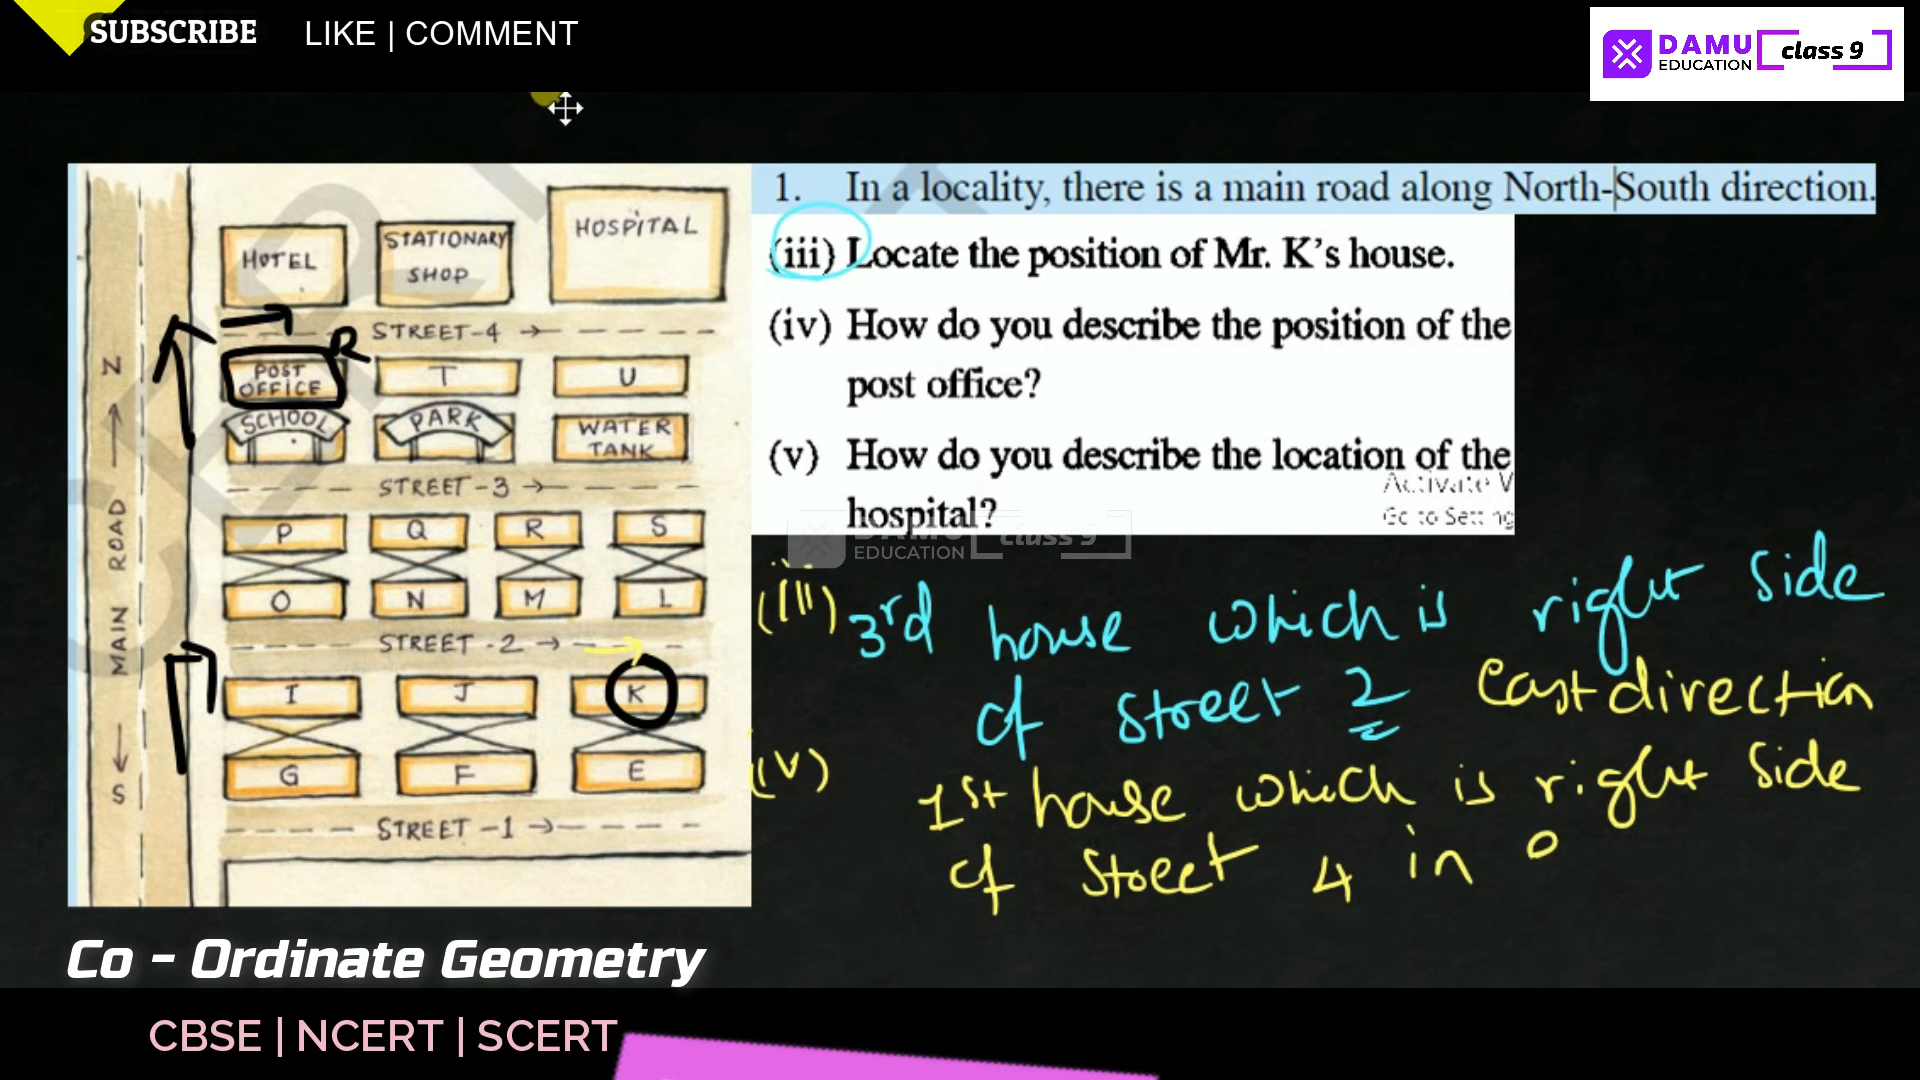 SUBSCRIBE
LIKE | COMMENT
DAMU
EDUCATION
class 9
1. In a locality, there is a main road along North-South direction.
(iii) Locate the position of Mr. K's house.
(iv) How do you describe the position of the
post office?
(v) How do you describe the location of the
hospital?
HOTEL
STATIONARY
SHOP
HOSPITAL
STREET-4
POST
OFFICE
R
T
U
SCHOOL
PARK
WATER
TANK
STREET-3
P
Q
R
S
O
N
M
L
STREET-2
I
J
K
G
F
E
STREET-1
N
MAIN ROAD
S
DAMU
EDUCATION
class 9
(iii) 3rd house which is right side
of street 2 East direction
(iv)
1st house which is right side
of Street 4 in
Co - Ordinate Geometry
CBSE | NCERT | SCERT